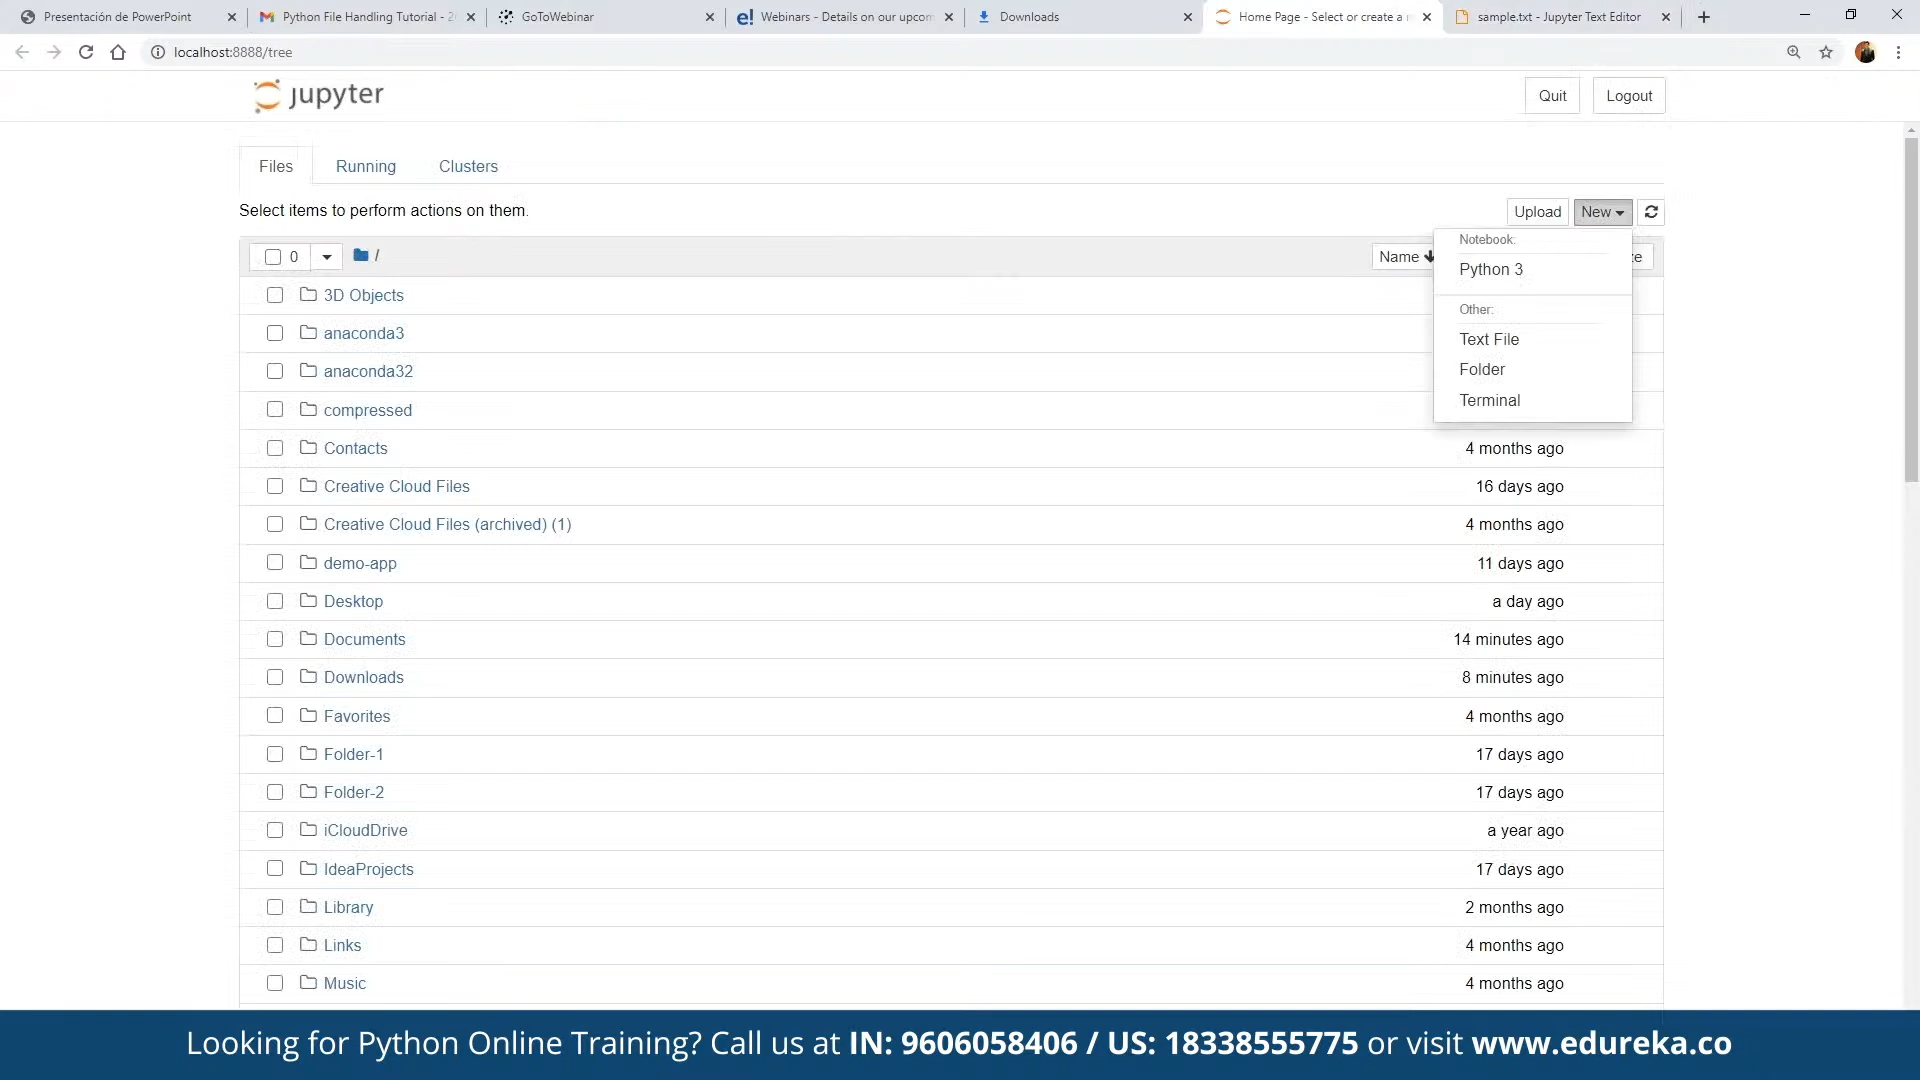 Presentación de PowerPoint
Python File Handling Tutorial - 2
GoToWebinar
e! Webinars - Details on our upcom
Downloads
Home Page - Select or create a n
sample.txt - Jupyter Text Editor
localhost:8888/tree
jupyter
Quit
Logout
Files
Running
Clusters
Select items to perform actions on them.
Upload
New
0
/
Name
ze
Notebook:
Python 3
Other:
Text File
Folder
Terminal
3D Objects
anaconda3
anaconda32
compressed
Contacts 4 months ago
Creative Cloud Files 16 days ago
Creative Cloud Files (archived) (1) 4 months ago
demo-app 11 days ago
Desktop a day ago
Documents 14 minutes ago
Downloads 8 minutes ago
Favorites 4 months ago
Folder-1 17 days ago
Folder-2 17 days ago
iCloudDrive a year ago
IdeaProjects 17 days ago
Library 2 months ago
Links 4 months ago
Music 4 months ago
Looking for Python Online Training? Call us at IN: 9606058406 / US: 18338555775 or visit www.edureka.co